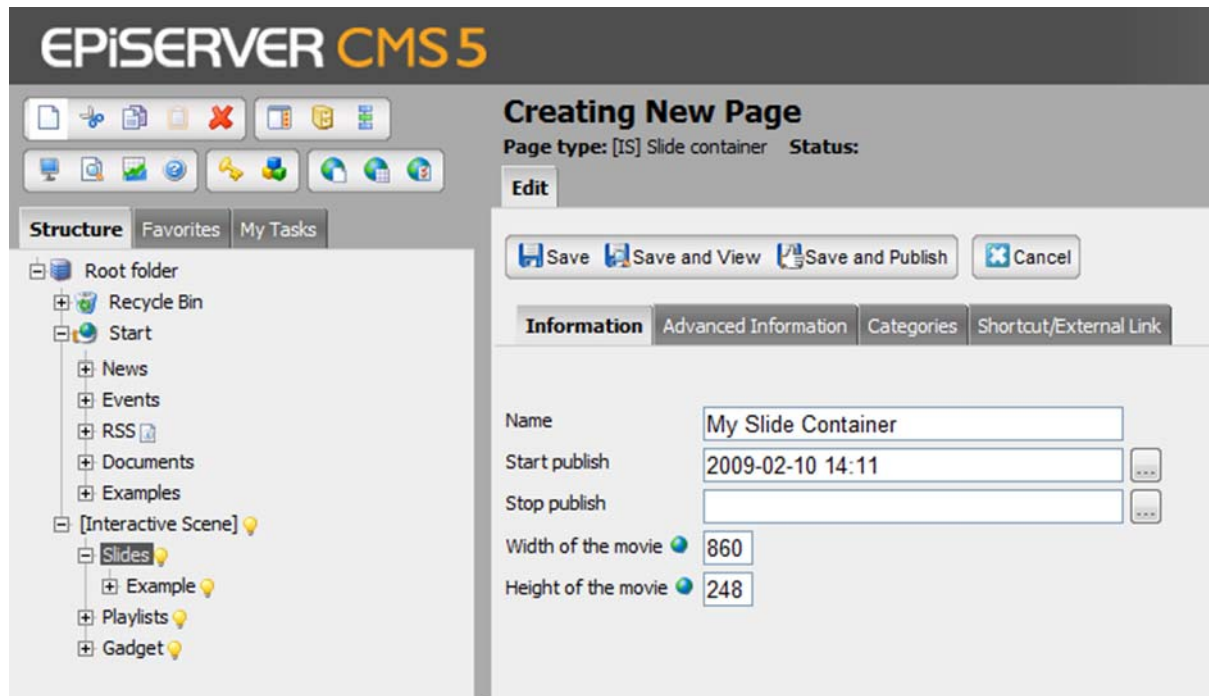 EPiSERVER CMS 5
Creating New Page
Page type: [IS] Slide container Status:
Edit
Structure Favorites My Tasks
Root folder
Recycle Bin
Start
News
Events
RSS
Documents
Examples
[Interactive Scene]
Slides
Example
Playlists
Gadget
Save Save and View Save and Publish Cancel
Information Advanced Information Categories Shortcut/External Link
Name My Slide Container
Start publish 2009-02-10 14:11 ...
Stop publish ...
Width of the movie 860
Height of the movie 248